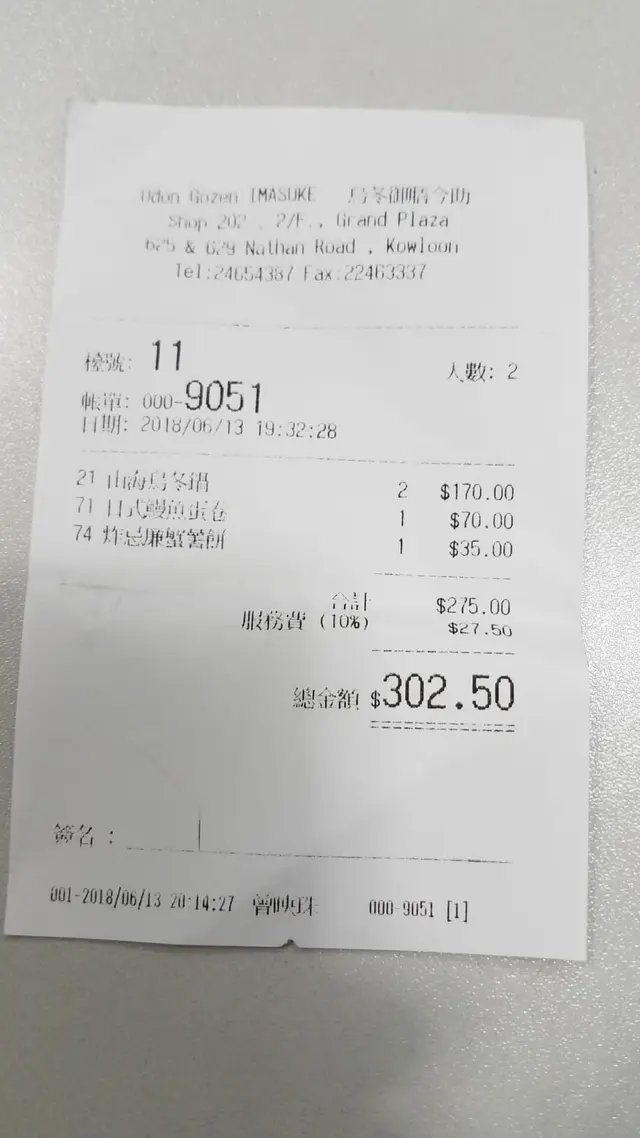 Udon Gozen IMASUKE 烏冬御膳今助
Shop 202 , 2/F., Grand Plaza
625 & 629 Nathan Road , Kowloon
Tel:24654387 Fax:22463337
檯號: 11 人數: 2
帳單: 000-9051
日期: 2018/06/13 19:32:28
21 山海烏冬鍋 2 $170.00
71 日式鰻魚蛋卷 1 $70.00
74 炸忌廉蟹薯餅 1 $35.00
合計 $275.00
服務費 (10%) $27.50
總金額 $302.50
簽名 :
001-2018/06/13 20:14:27 曾映珠 000-9051 [1]